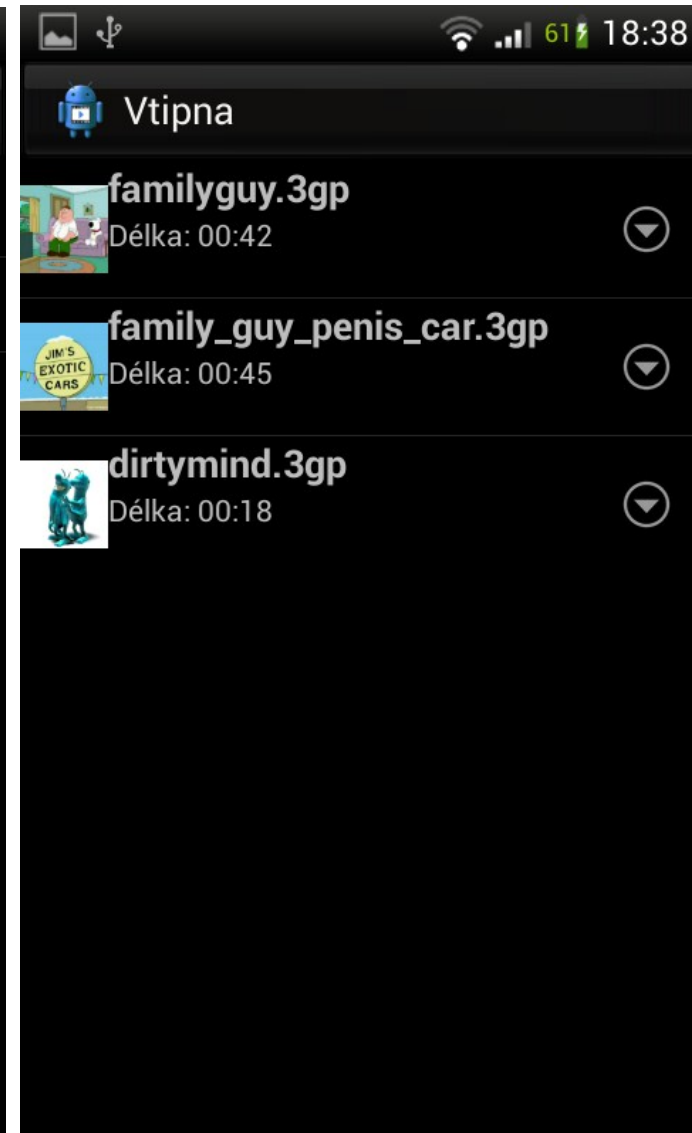 61 18:38
Vtipna
familyguy.3gp
Délka: 00:42
JIM'S
EXOTIC
CARS
family_guy_penis_car.3gp
Délka: 00:45
dirtymind.3gp
Délka: 00:18